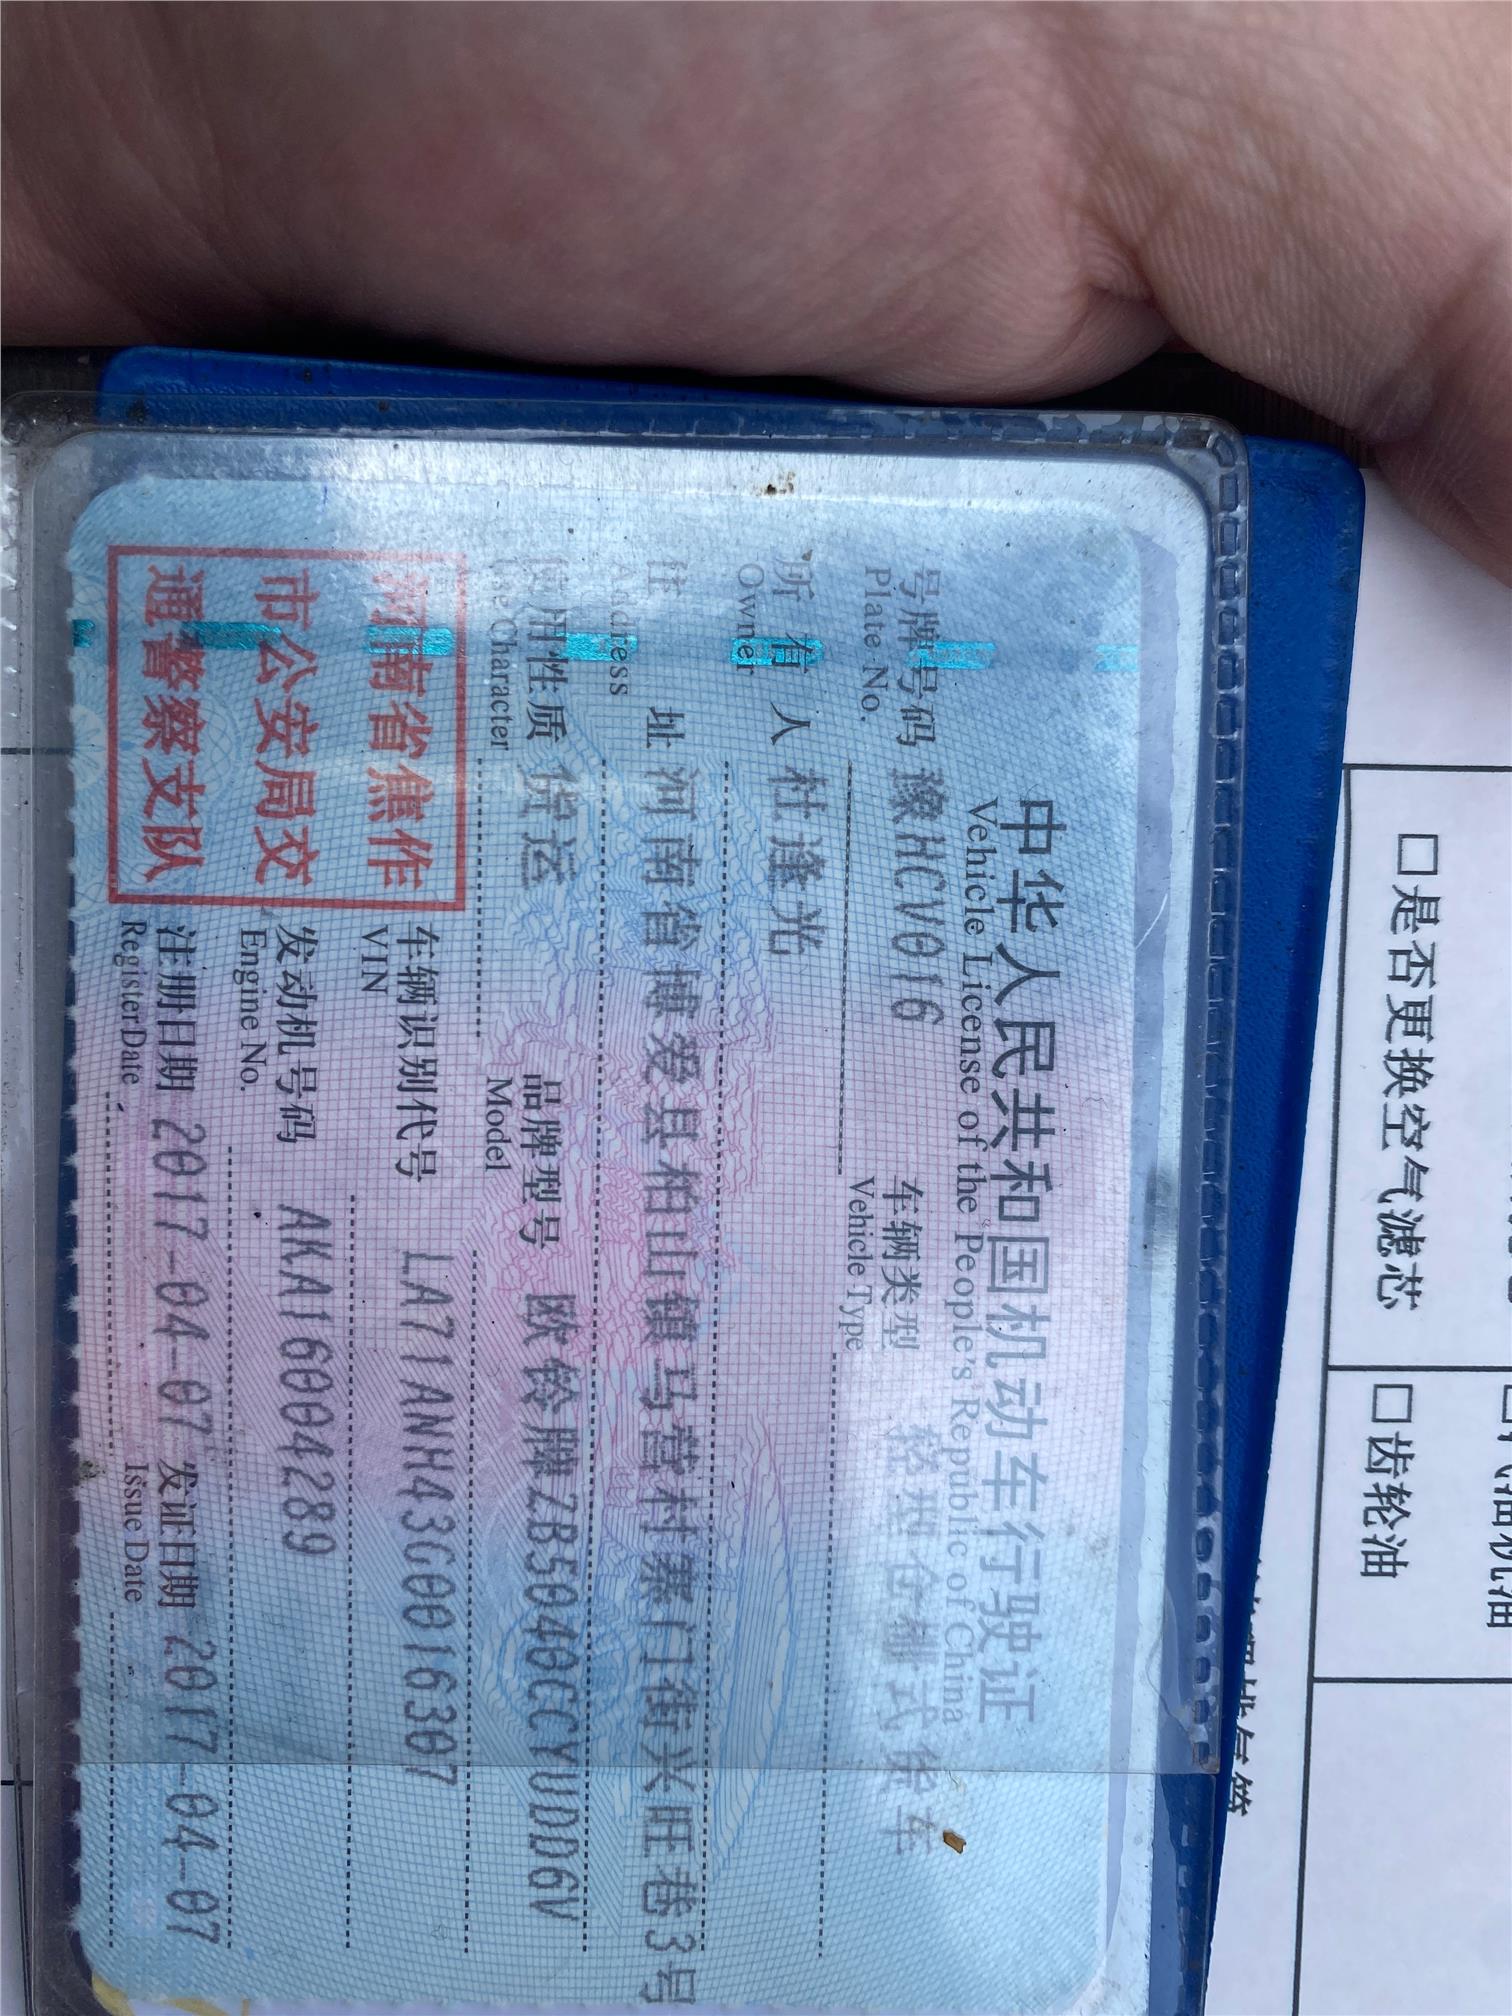 中华人民共和国机动车行驶证
Vehicle License of the People's Republic of China
号牌号码 豫HCV016 车辆类型 轻型仓栅式货车
Plate No. Vehicle Type
所有人 杜逢光
Owner
住址 河南省博爱县柏山镇马营村寨门街兴旺巷3号
Address
使用性质 货运 品牌型号 欧铃牌ZB5040CCYUDD6V
Use Character Model
河南省焦作
市公安局交
通警察支队
车辆识别代号 LA71ANH43G0016307
VIN
发动机号码 AKA16004289
Engine No.
注册日期 2017-04-07 发证日期 2017-04-07
Register Date Issue Date
□是否更换空气滤芯 □齿轮油